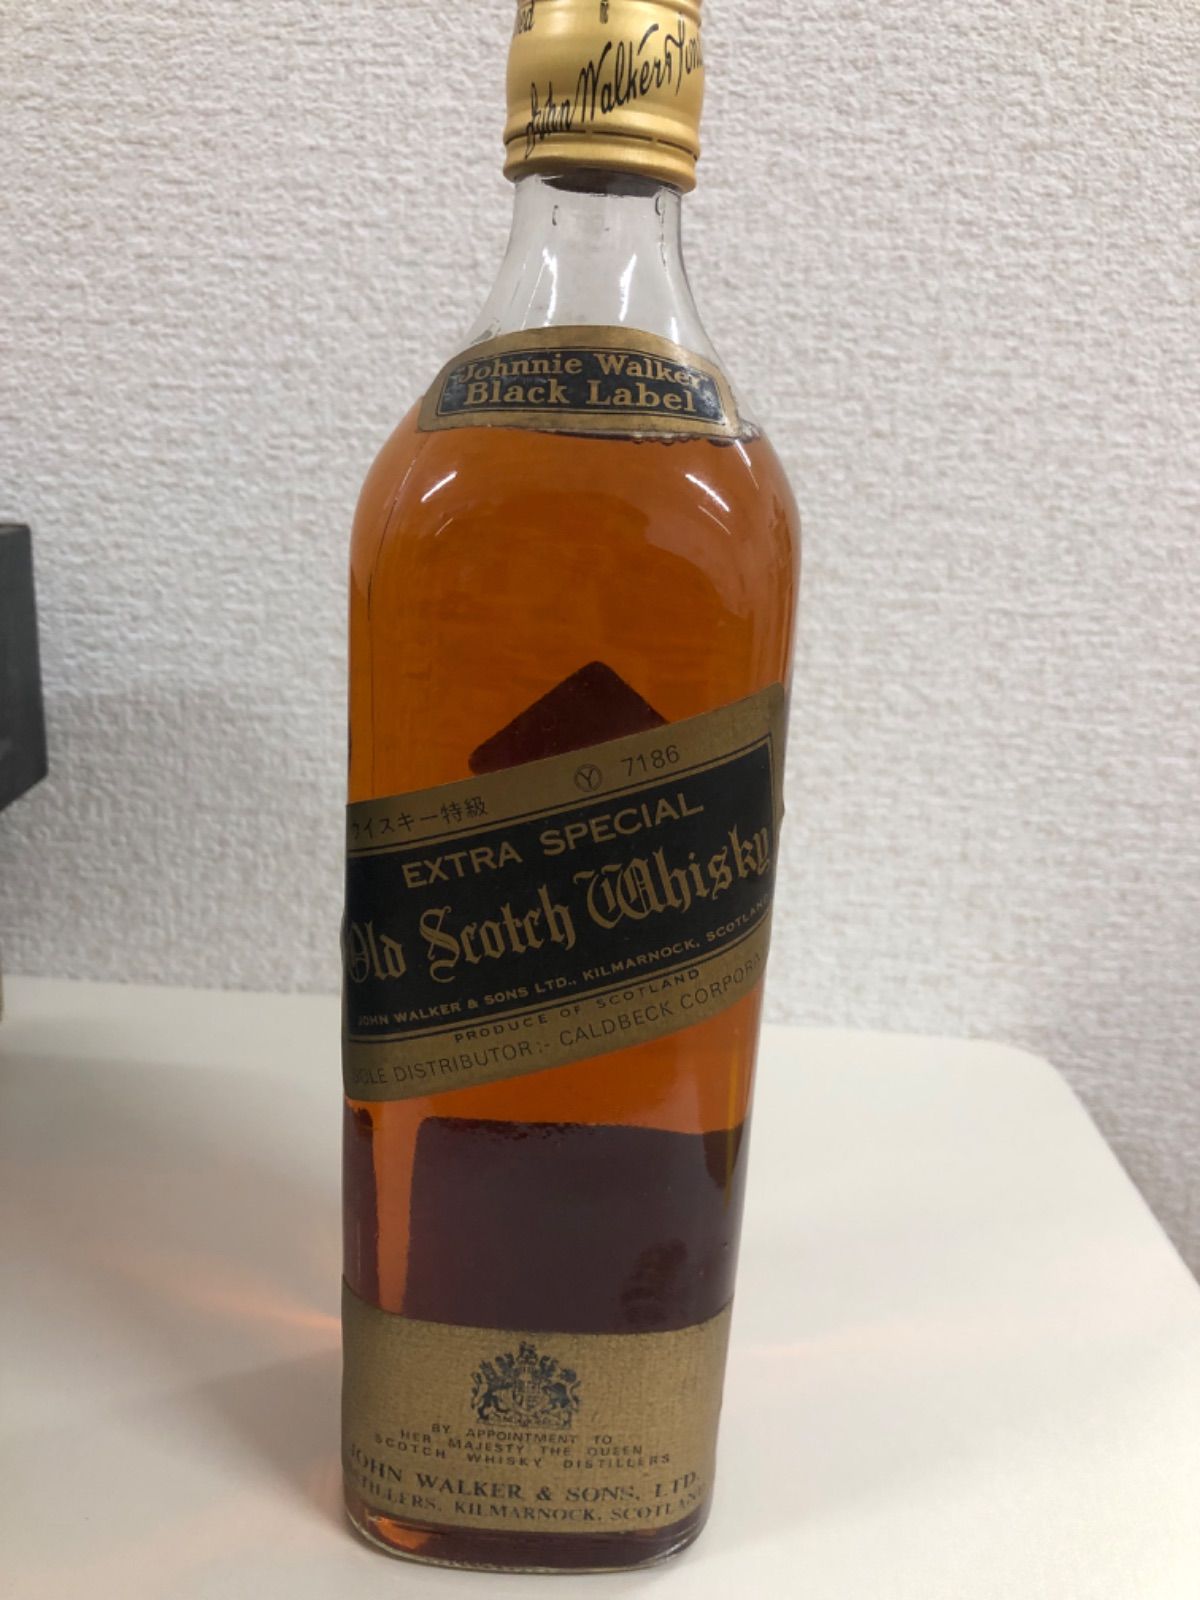 John Walker & Sons
Johnnie Walker
Black Label
ウイスキー特級 Ⓨ 7186
EXTRA SPECIAL
Old Scotch Whisky
JOHN WALKER & SONS LTD., KILMARNOCK, SCOTLAND
PRODUCE OF SCOTLAND
SOLE DISTRIBUTOR:- CALDBECK CORPORA
BY APPOINTMENT TO
HER MAJESTY THE QUEEN
SCOTCH WHISKY DISTILLERS
JOHN WALKER & SONS, LTD.
DISTILLERS, KILMARNOCK, SCOTLAND